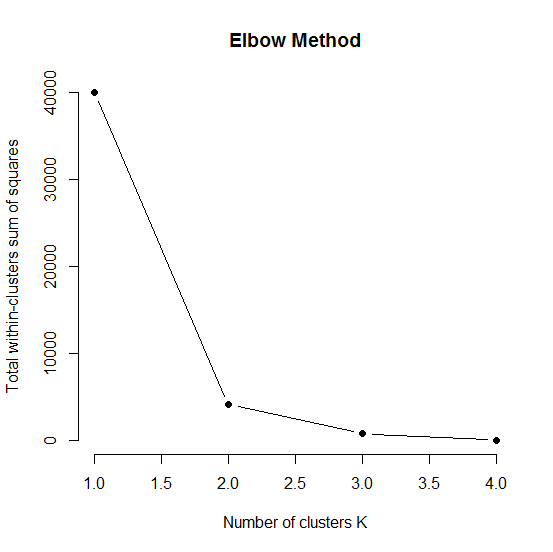 Elbow Method
Total within-clusters sum of squares
40000
30000
20000
10000
0
1.0 1.5 2.0 2.5 3.0 3.5 4.0
Number of clusters K